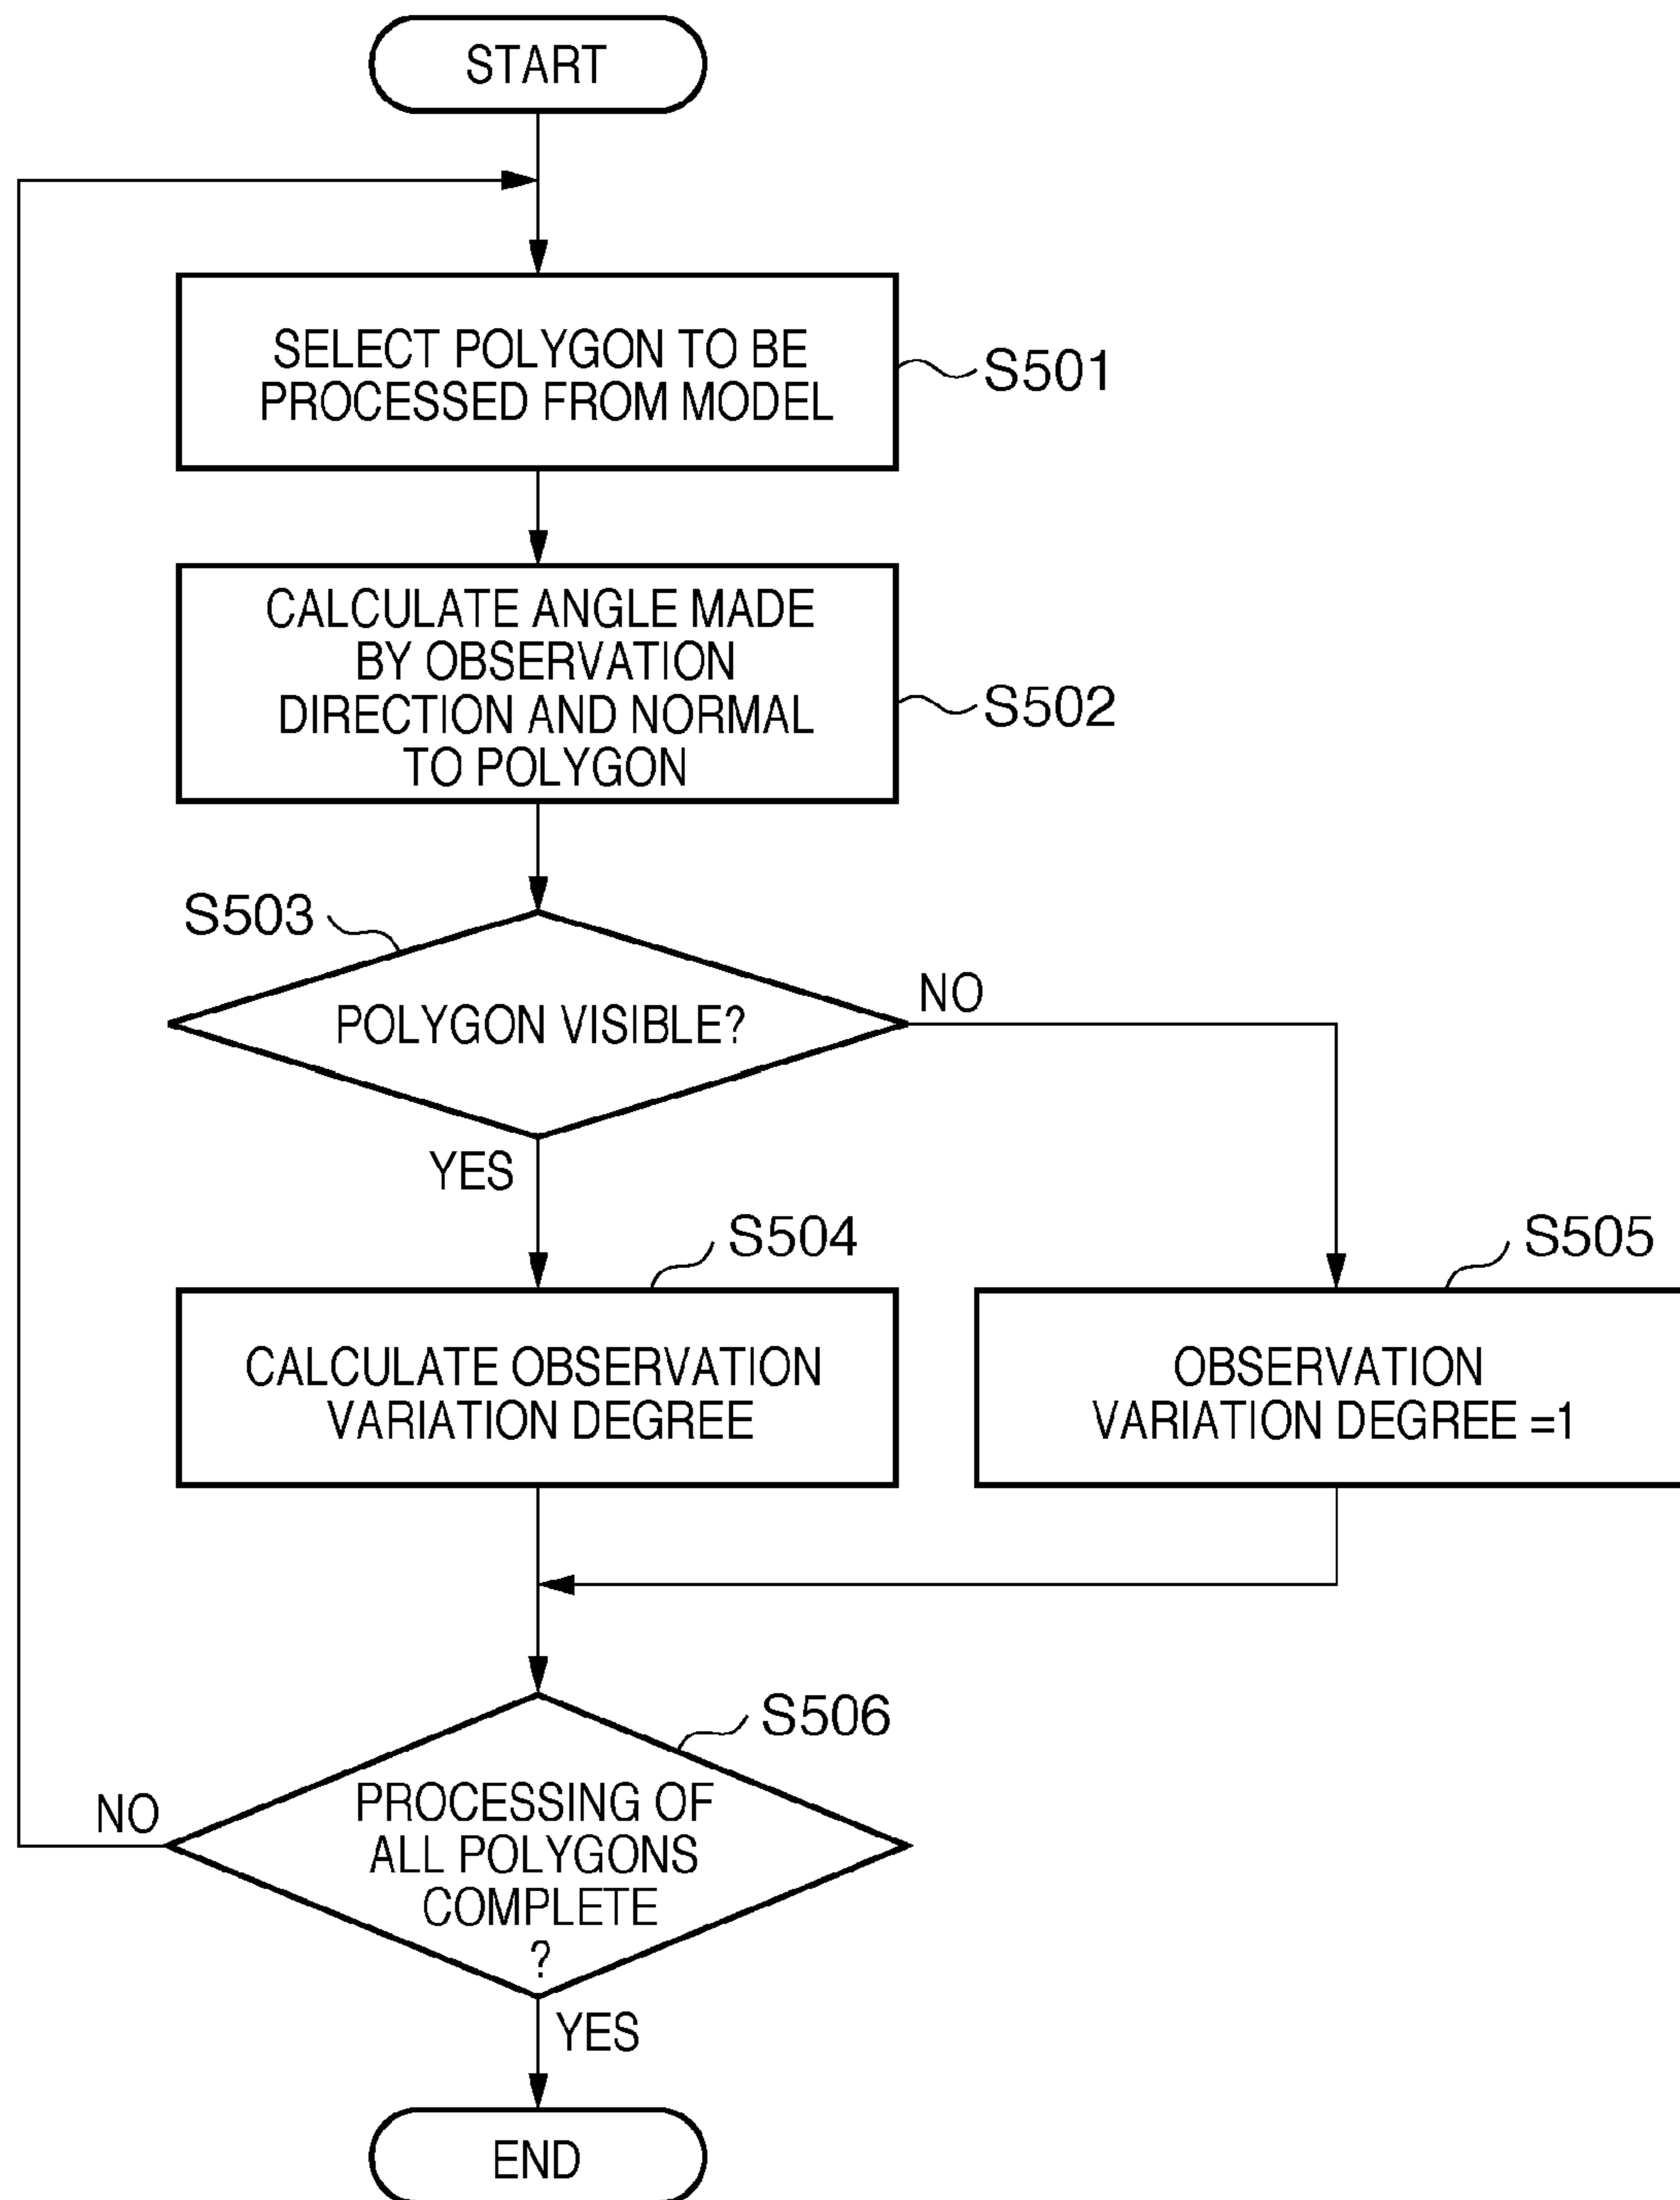 START
SELECT POLYGON TO BE
PROCESSED FROM MODEL
S501
CALCULATE ANGLE MADE
BY OBSERVATION
DIRECTION AND NORMAL
TO POLYGON
S502
S503
POLYGON VISIBLE?
NO
YES
S504
CALCULATE OBSERVATION
VARIATION DEGREE
S505
OBSERVATION
VARIATION DEGREE =1
S506
PROCESSING OF
ALL POLYGONS
COMPLETE
?
NO
YES
END